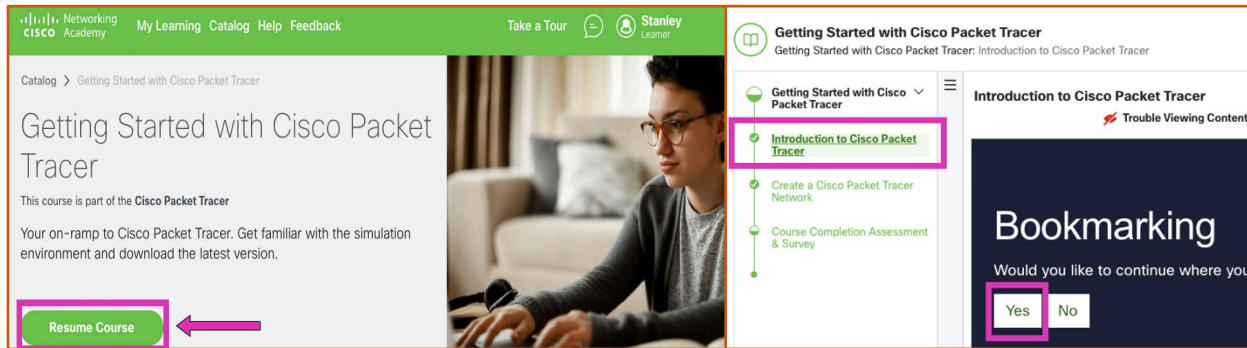 Networking
CISCO Academy
My Learning Catalog Help Feedback
Take a Tour
Stanley
Learner
Catalog > Getting Started with Cisco Packet Tracer
Getting Started with Cisco Packet
Tracer
This course is part of the Cisco Packet Tracer
Your on-ramp to Cisco Packet Tracer. Get familiar with the simulation
environment and download the latest version.
Resume Course
Getting Started with Cisco Packet Tracer
Getting Started with Cisco Packet Tracer: Introduction to Cisco Packet Tracer
Getting Started with Cisco
Packet Tracer
Introduction to Cisco Packet
Tracer
Create a Cisco Packet Tracer
Network
Course Completion Assessment
& Survey
Introduction to Cisco Packet Tracer
Trouble Viewing Content
Bookmarking
Would you like to continue where you
Yes No